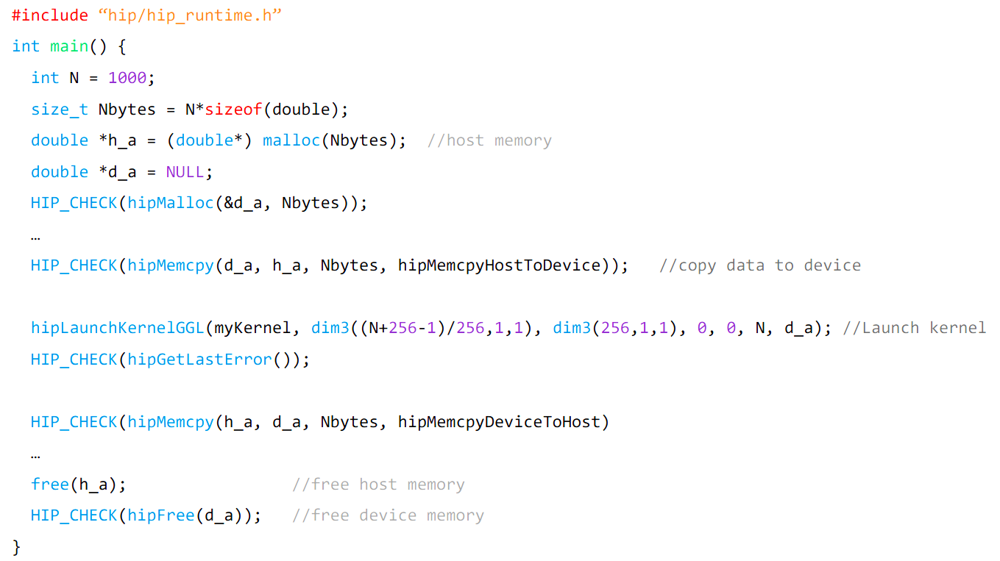 #include “hip/hip_runtime.h”
int main() {
  int N = 1000;
  size_t Nbytes = N*sizeof(double);
  double *h_a = (double*) malloc(Nbytes);  //host memory
  double *d_a = NULL;
  HIP_CHECK(hipMalloc(&d_a, Nbytes));
  …
  HIP_CHECK(hipMemcpy(d_a, h_a, Nbytes, hipMemcpyHostToDevice));   //copy data to device
  hipLaunchKernelGGL(myKernel, dim3((N+256-1)/256,1,1), dim3(256,1,1), 0, 0, N, d_a); //Launch kernel
  HIP_CHECK(hipGetLastError());
  HIP_CHECK(hipMemcpy(h_a, d_a, Nbytes, hipMemcpyDeviceToHost)
  …
  free(h_a);                 //free host memory
  HIP_CHECK(hipFree(d_a));   //free device memory
}